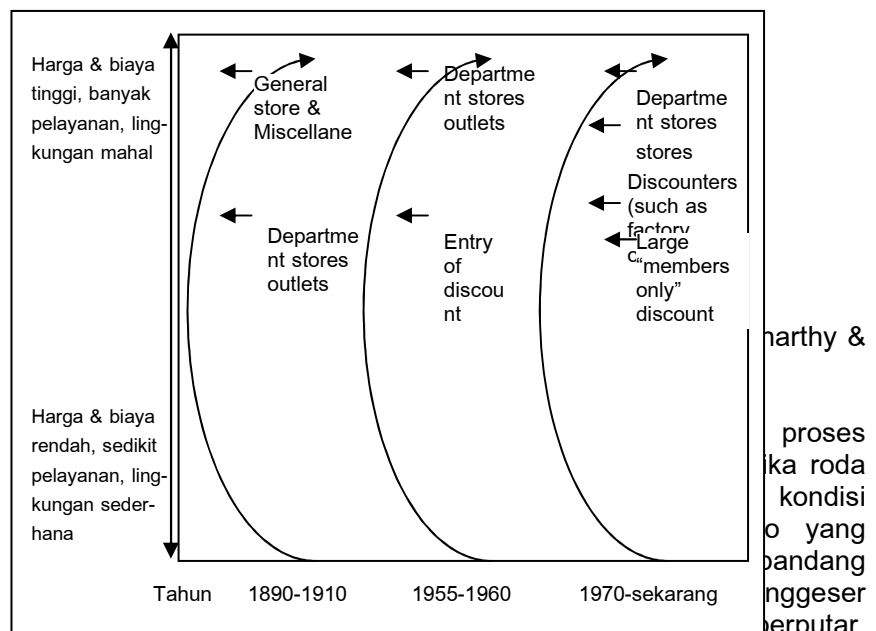 Harga & biaya
tinggi, banyak
pelayanan, ling-
kungan mahal
General
store &
Miscellane
Departme
nt stores
outlets
Departme
nt stores
outlets
Entry
of
discou
nt
Departme
nt stores
stores
Discounters
(such as
factory
Large
“members
only”
discount
Harga & biaya
rendah, sedikit
pelayanan, ling-
kungan seder-
hana
Tahun 1890-1910 1955-1960 1970-sekarang
harthy &
proses
ika roda
kondisi
o yang
pandang
nggeser
berputar